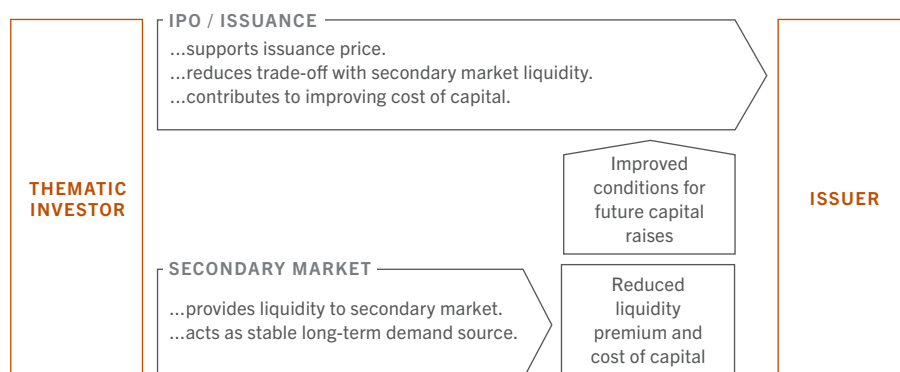 IPO / ISSUANCE
...supports issuance price.
...reduces trade-off with secondary market liquidity.
...contributes to improving cost of capital.
THEMATIC
INVESTOR
Improved
conditions for
future capital
raises
ISSUER
SECONDARY MARKET
...provides liquidity to secondary market.
...acts as stable long-term demand source.
Reduced
liquidity
premium and
cost of capital